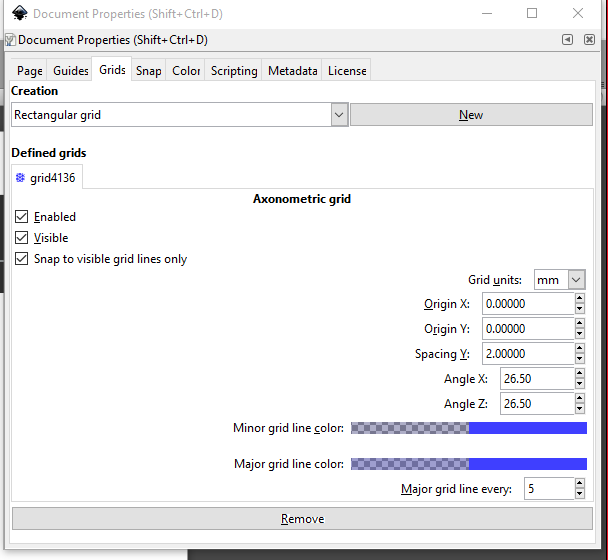 Document Properties (Shift+Ctrl+D)
Document Properties (Shift+Ctrl+D)
Page Guides Grids Snap Color Scripting Metadata License
Creation
Rectangular grid New
Defined grids
grid4136
Axonometric grid
Enabled
Visible
Snap to visible grid lines only
Grid units: mm
Origin X: 0.00000
Origin Y: 0.00000
Spacing Y: 2.00000
Angle X: 26.50
Angle Z: 26.50
Minor grid line color:
Major grid line color:
Major grid line every: 5
Remove